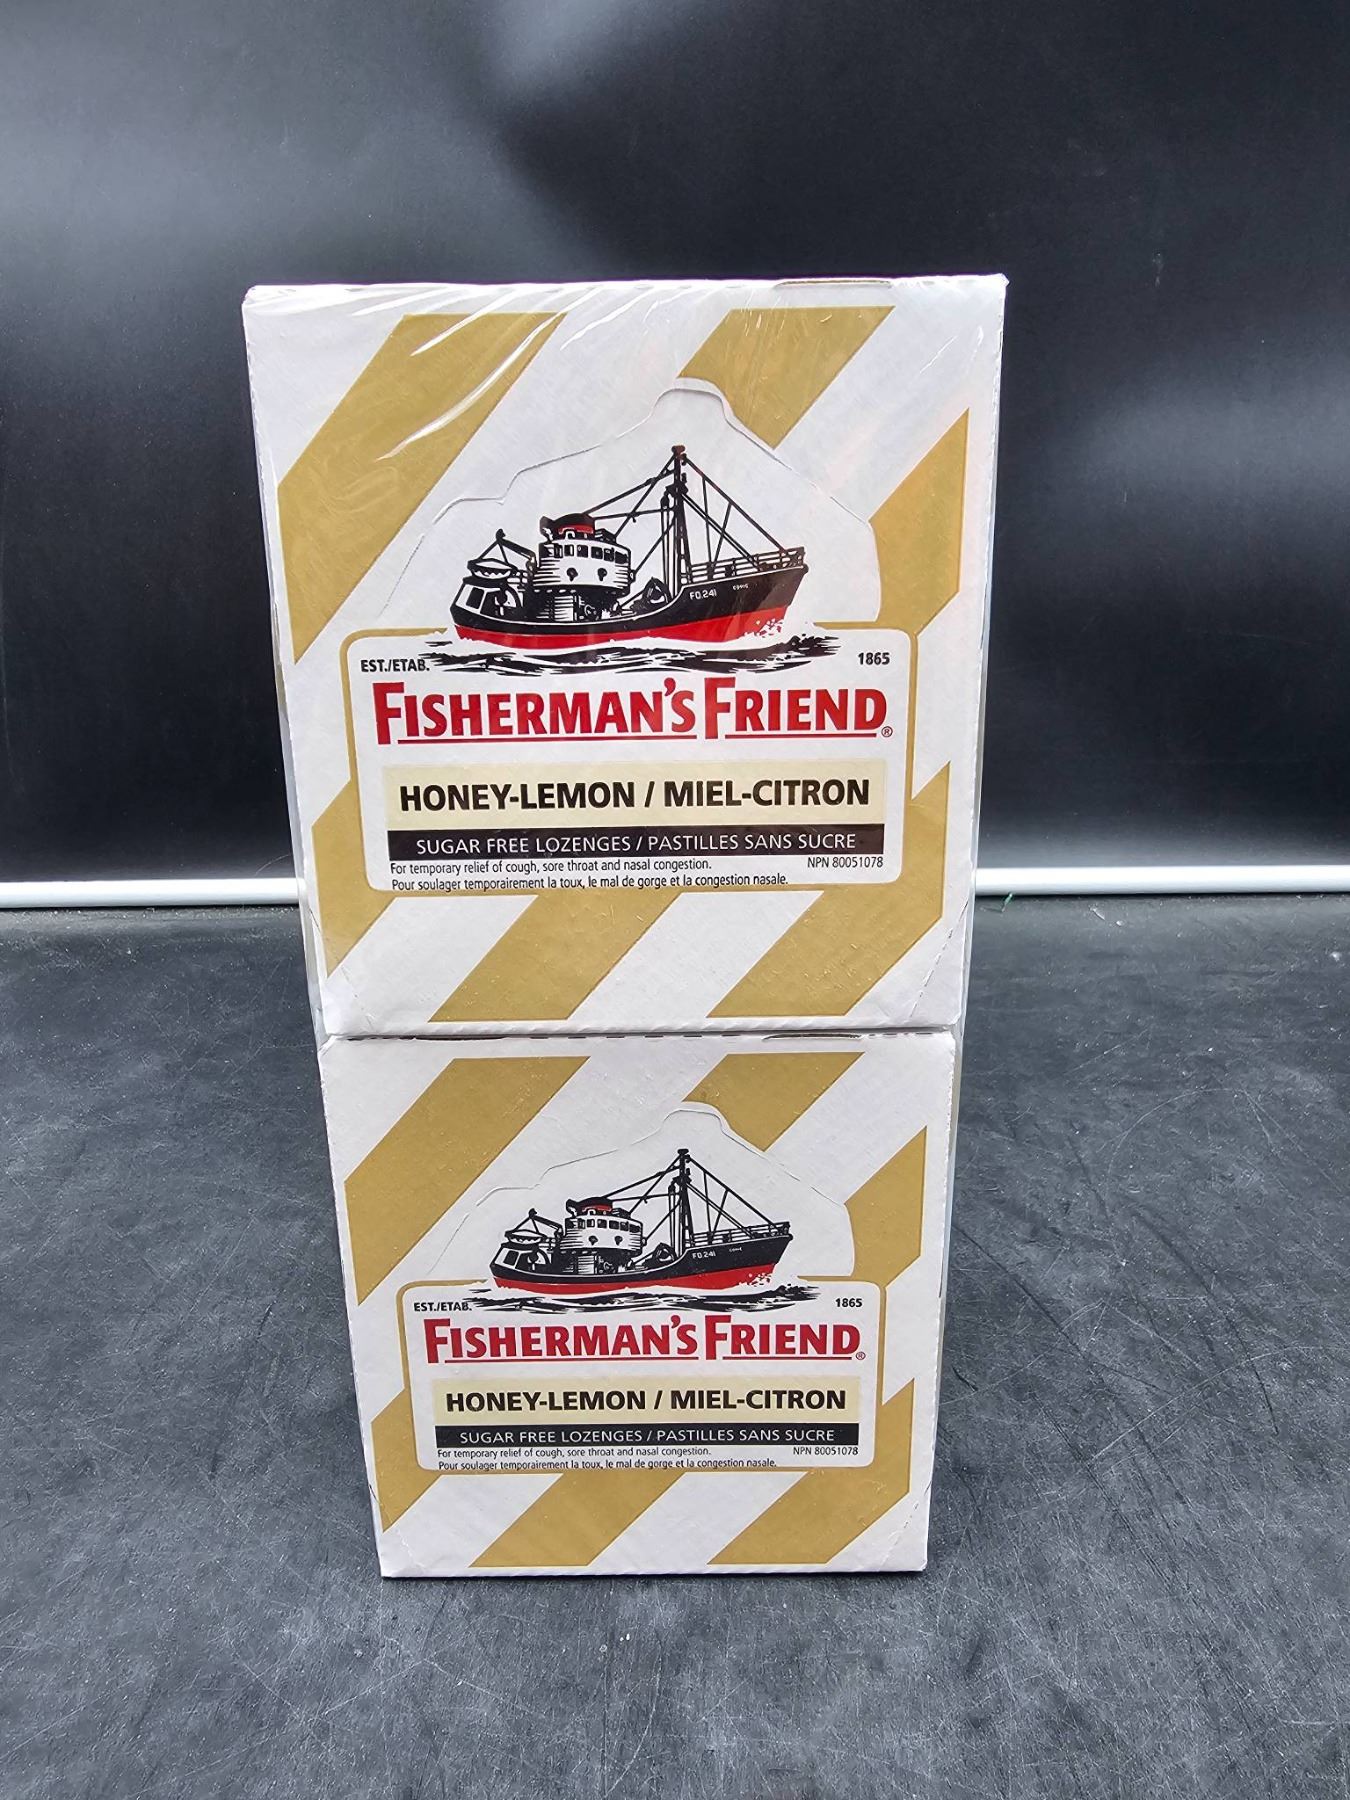 FD.241
EST./ETAB. 1865
FISHERMAN'S FRIEND®
HONEY-LEMON / MIEL-CITRON
SUGAR FREE LOZENGES / PASTILLES SANS SUCRE
For temporary relief of cough, sore throat and nasal congestion. NPN 80051078
Pour soulager temporairement la toux, le mal de gorge et la congestion nasale.
FD.241
EST./ETAB. 1865
FISHERMAN'S FRIEND®
HONEY-LEMON / MIEL-CITRON
SUGAR FREE LOZENGES / PASTILLES SANS SUCRE
For temporary relief of cough, sore throat and nasal congestion. NPN 80051078
Pour soulager temporairement la toux, le mal de gorge et la congestion nasale.